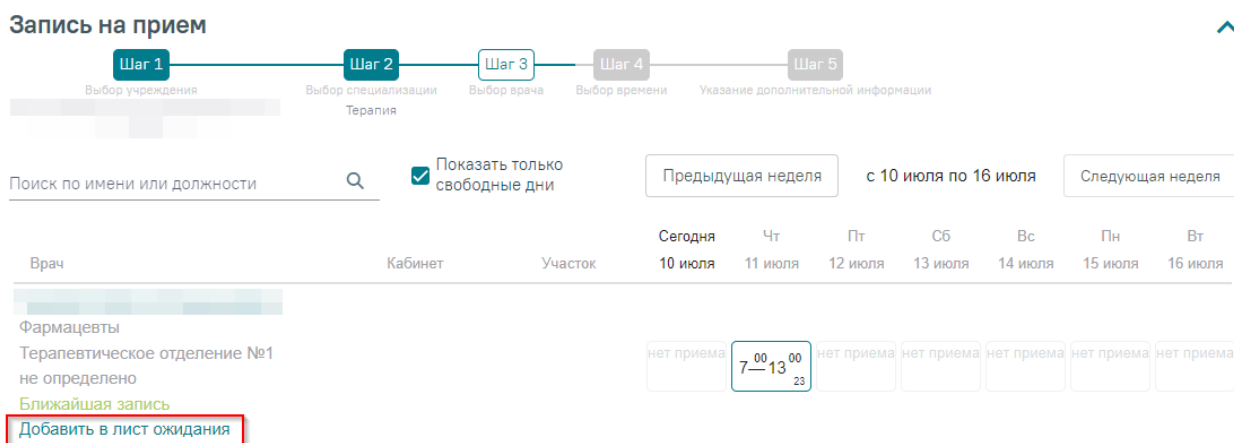 Запись на прием
Шаг 1 Шаг 2 Шаг 3 Шаг 4 Шаг 5
Выбор учреждения Выбор специализации Выбор врача Выбор времени Указание дополнительной информации
Терапия
Поиск по имени или должности
Показать только
свободные дни
Предыдущая неделя с 10 июля по 16 июля Следующая неделя
Сегодня Чт Пт Сб Вс Пн Вт
Врач Кабинет Участок 10 июля 11 июля 12 июля 13 июля 14 июля 15 июля 16 июля
Фармацевты
Терапевтическое отделение №1
не определено
нет приема 7 00 — 13 00 23 нет приема нет приема нет приема нет приема нет приема
Ближайшая запись
Добавить в лист ожидания